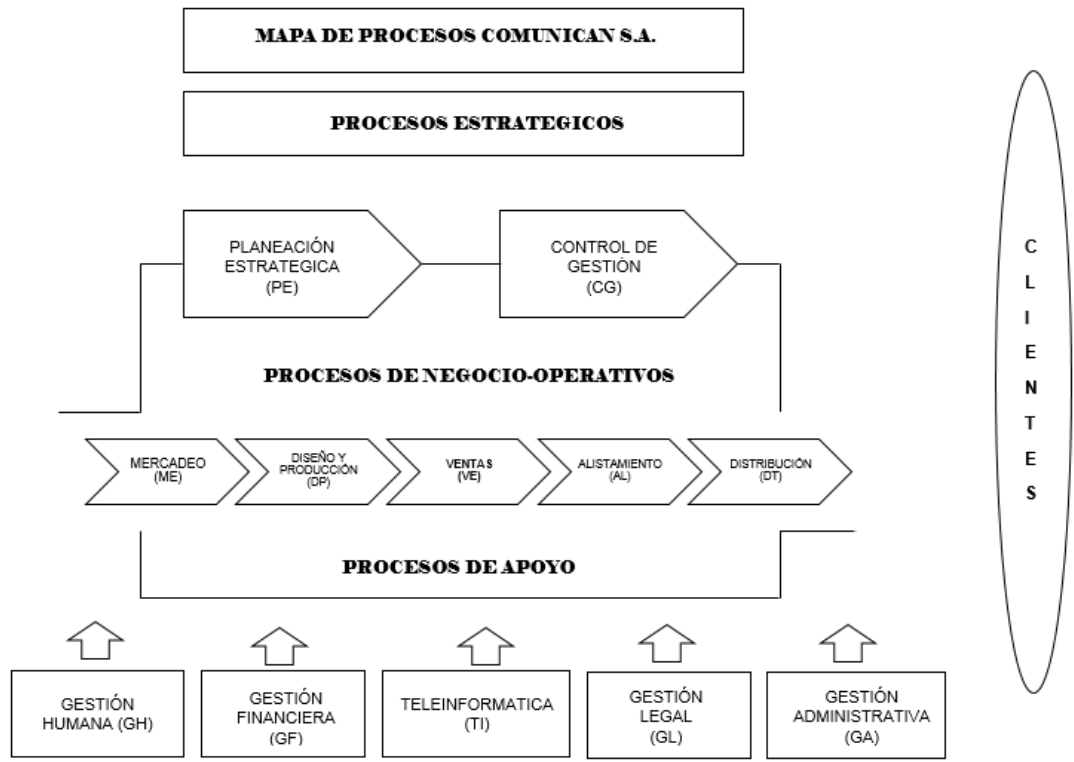 MAPA DE PROCESOS COMUNICAN S.A.
PROCESOS ESTRATEGICOS
PLANEACIÓN
ESTRATEGICA
(PE)
CONTROL DE
GESTIÓN
(CG)
PROCESOS DE NEGOCIO-OPERATIVOS
MERCADEO
(ME)
DISEÑO Y
PRODUCCIÓN
(DP)
VENTAS
(VE)
ALISTAMIENTO
(AL)
DISTRIBUCIÓN
(DT)
PROCESOS DE APOYO
GESTIÓN
HUMANA (GH)
GESTIÓN
FINANCIERA
(GF)
TELEINFORMATICA
(TI)
GESTIÓN
LEGAL
(GL)
GESTIÓN
ADMINISTRATIVA
(GA)
CLIENTES